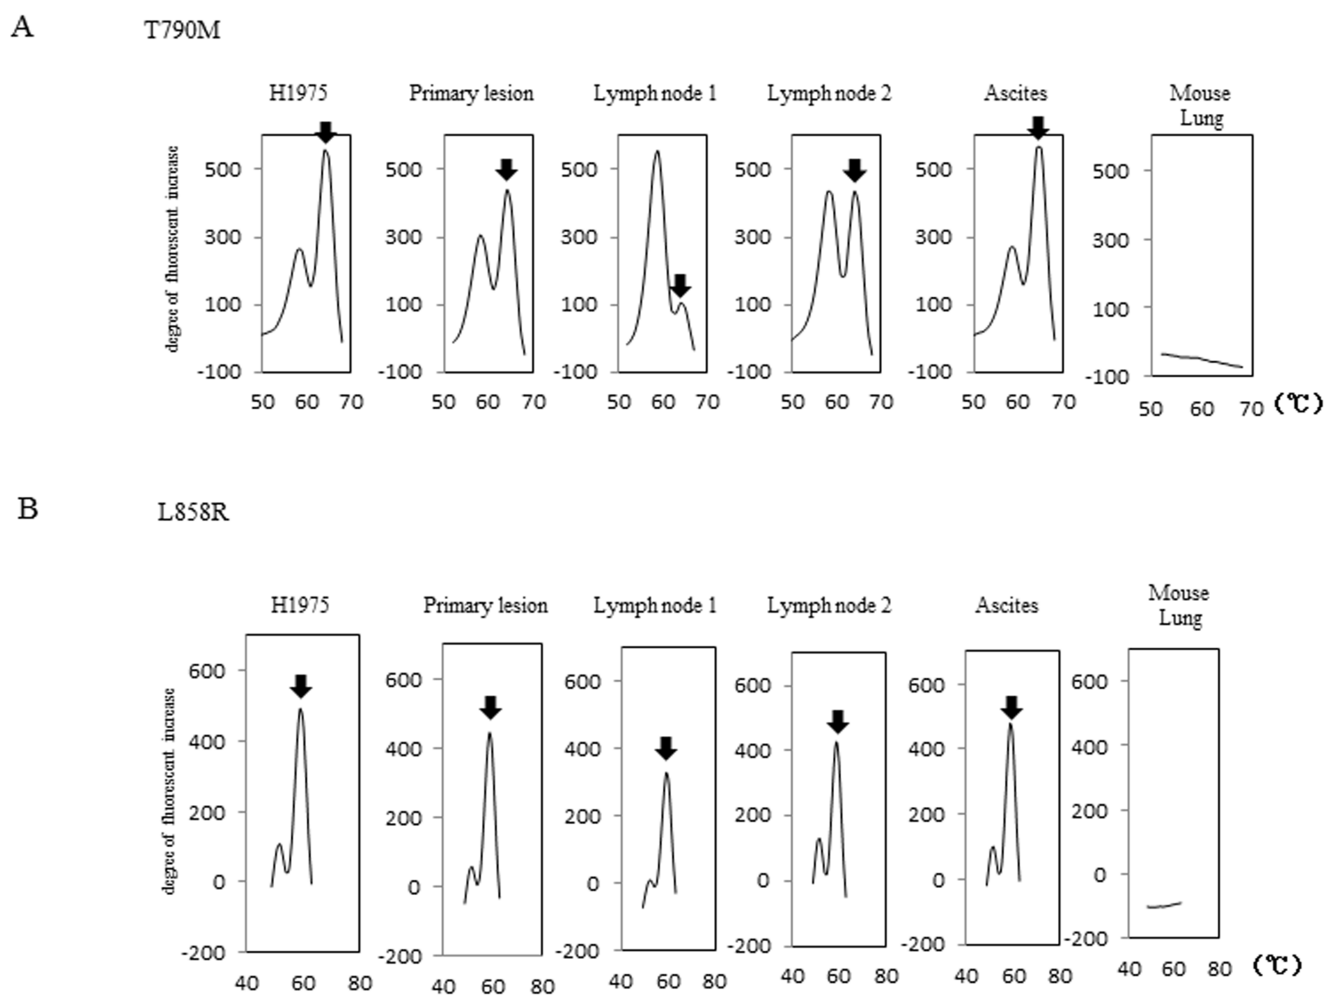 A
T790M
H1975
Primary lesion
Lymph node 1
Lymph node 2
Ascites
Mouse
Lung
degree of fluorescent increase
500
300
100
-100
50 60 70
500
300
100
-100
50 60 70
500
300
100
-100
50 60 70
500
300
100
-100
50 60 70
500
300
100
-100
50 60 70
500
300
100
-100
50 60 70
(℃)
B
L858R
H1975
Primary lesion
Lymph node 1
Lymph node 2
Ascites
Mouse
Lung
degree of fluorescent increase
600
400
200
0
-200
40 60 80
600
400
200
0
-200
40 60 80
600
400
200
0
-200
40 60 80
600
400
200
0
-200
40 60 80
600
400
200
0
-200
40 60 80
600
400
200
0
-200
40 60 80
(℃)